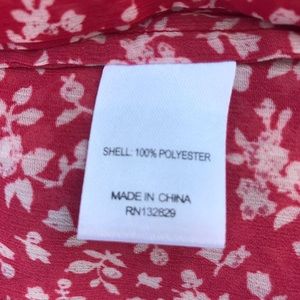 SHELL: 100% POLYESTER
MADE IN CHINA
RN132829